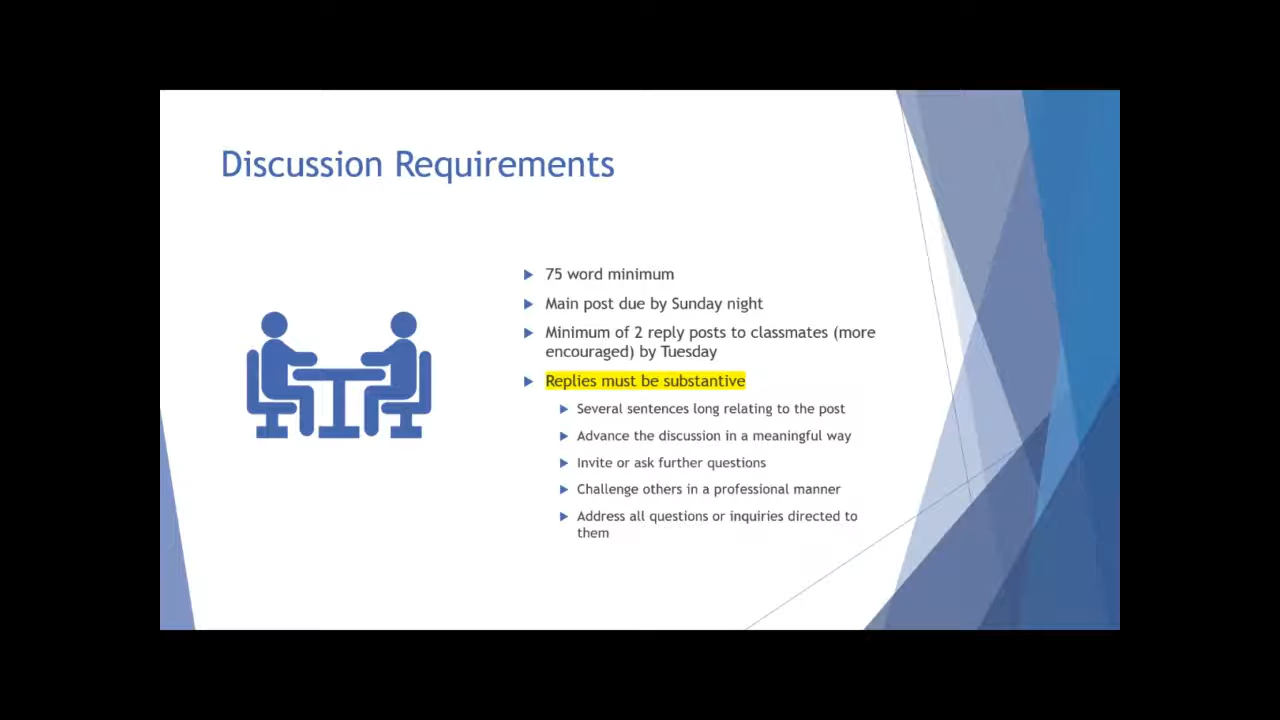 Discussion Requirements
75 word minimum
Main post due by Sunday night
Minimum of 2 reply posts to classmates (more
encouraged) by Tuesday
Replies must be substantive
Several sentences long relating to the post
Advance the discussion in a meaningful way
Invite or ask further questions
Challenge others in a professional manner
Address all questions or inquiries directed to
them